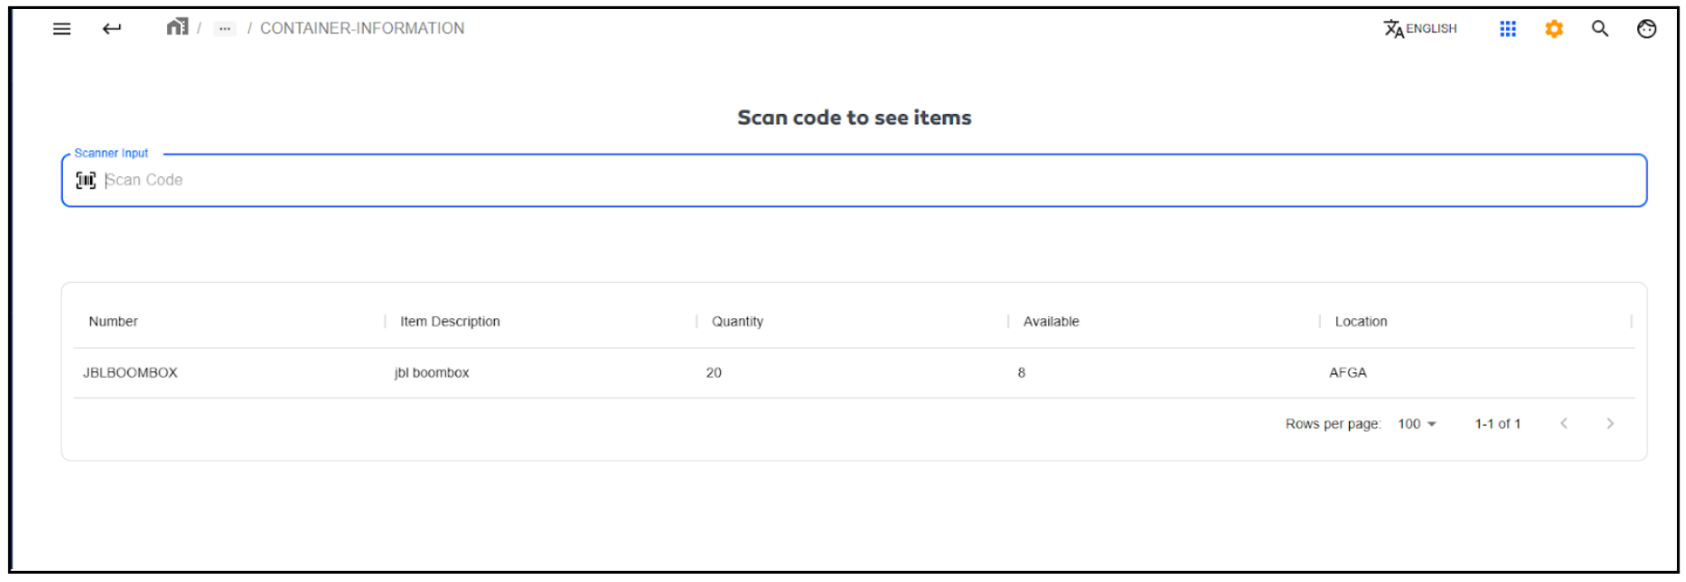 / ... / CONTAINER-INFORMATION ENGLISH
Scan code to see items
Scanner Input
Scan Code
Number Item Description Quantity Available Location
JBLBOOMBOX jbl boombox 20 8 AFGA
Rows per page: 100 1-1 of 1